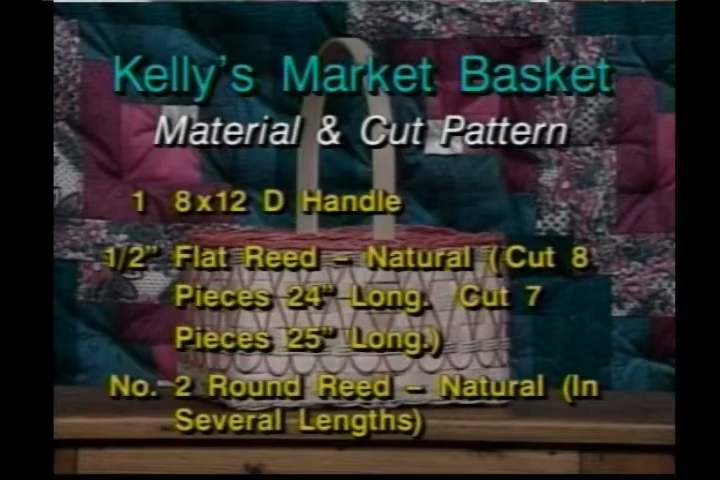 Kelly's Market Basket
Material & Cut Pattern
1 8x12 D Handle
1/2" Flat Reed – Natural (Cut 8
Pieces 24" Long. Cut 7
Pieces 25" Long.)
No. 2 Round Reed – Natural (In
Several Lengths)